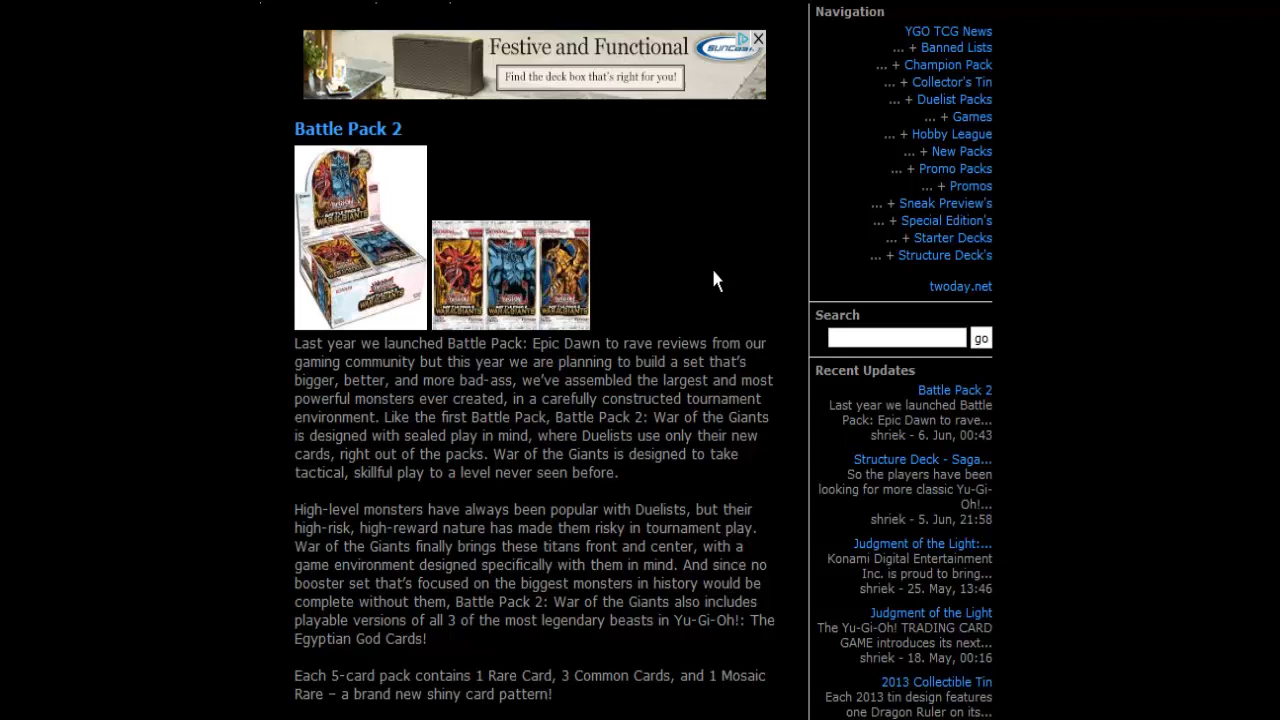 Festive and Functional
SUNCAST
Find the deck box that's right for you!
Battle Pack 2
Last year we launched Battle Pack: Epic Dawn to rave reviews from our
gaming community but this year we are planning to build a set that's
bigger, better, and more bad-ass, we've assembled the largest and most
powerful monsters ever created, in a carefully constructed tournament
environment. Like the first Battle Pack, Battle Pack 2: War of the Giants
is designed with sealed play in mind, where Duelists use only their new
cards, right out of the packs. War of the Giants is designed to take
tactical, skillful play to a level never seen before.
High-level monsters have always been popular with Duelists, but their
high-risk, high-reward nature has made them risky in tournament play.
War of the Giants finally brings these titans front and center, with a
game environment designed specifically with them in mind. And since no
booster set that's focused on the biggest monsters in history would be
complete without them, Battle Pack 2: War of the Giants also includes
playable versions of all 3 of the most legendary beasts in Yu-Gi-Oh!: The
Egyptian God Cards!
Each 5-card pack contains 1 Rare Card, 3 Common Cards, and 1 Mosaic
Rare – a brand new shiny card pattern!
Navigation
YGO TCG News
... + Banned Lists
... + Champion Pack
... + Collector's Tin
... + Duelist Packs
... + Games
... + Hobby League
... + New Packs
... + Promo Packs
... + Promos
... + Sneak Preview's
... + Special Edition's
... + Starter Decks
... + Structure Deck's
twoday.net
Search
go
Recent Updates
Battle Pack 2
Last year we launched Battle
Pack: Epic Dawn to rave...
shriek - 6. Jun, 00:43
Structure Deck - Saga...
So the players have been
looking for more classic Yu-Gi-
Oh!...
shriek - 5. Jun, 21:58
Judgment of the Light:...
Konami Digital Entertainment
Inc. is proud to bring...
shriek - 25. May, 13:46
Judgment of the Light
The Yu-Gi-Oh! TRADING CARD
GAME introduces its next...
shriek - 18. May, 00:16
2013 Collectible Tin
Each 2013 tin design features
one Dragon Ruler on its...